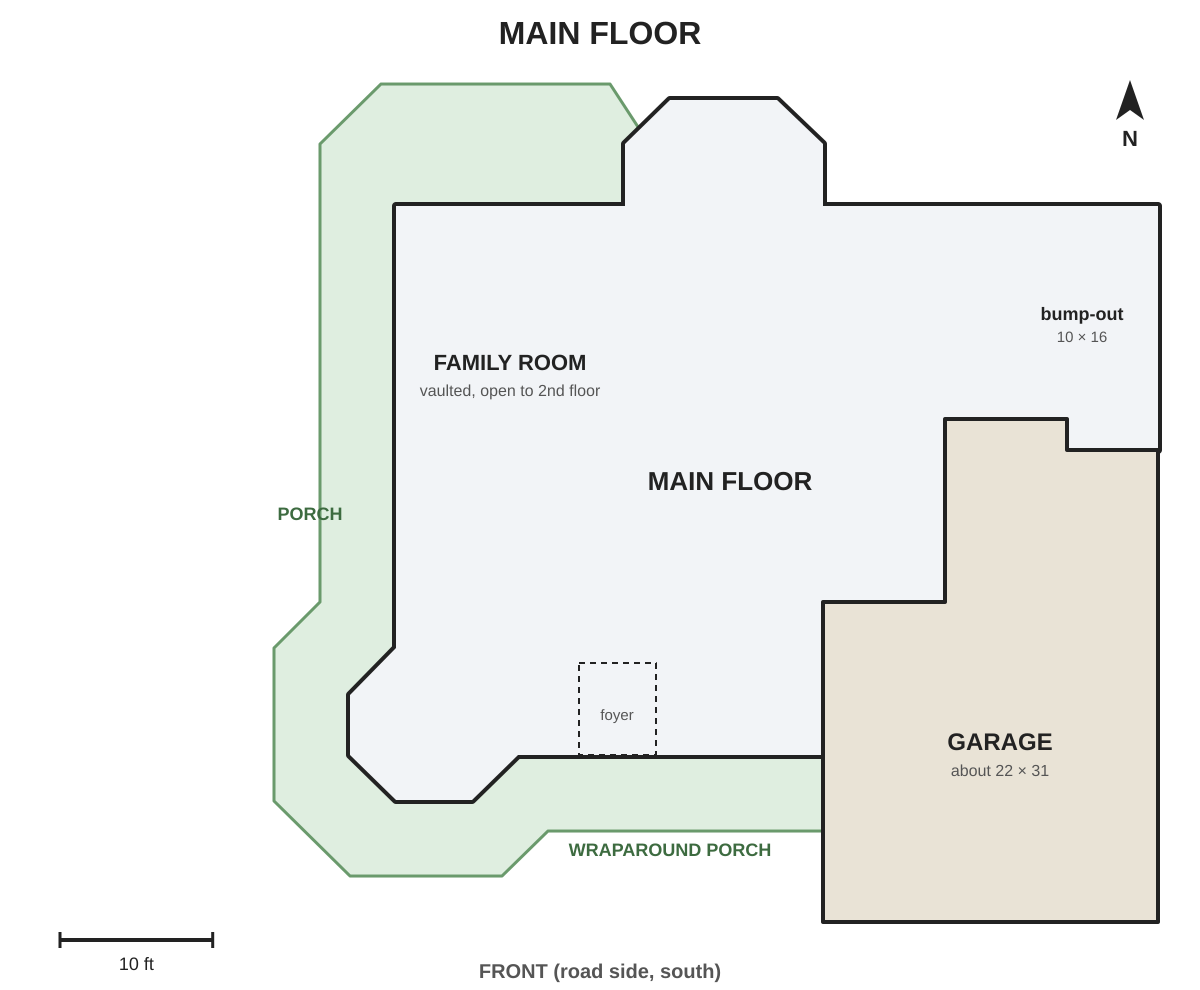 MAIN FLOOR
N
bump-out
10 × 16
FAMILY ROOM
vaulted, open to 2nd floor
MAIN FLOOR
PORCH
foyer
GARAGE
about 22 × 31
WRAPAROUND PORCH
10 ft
FRONT (road side, south)